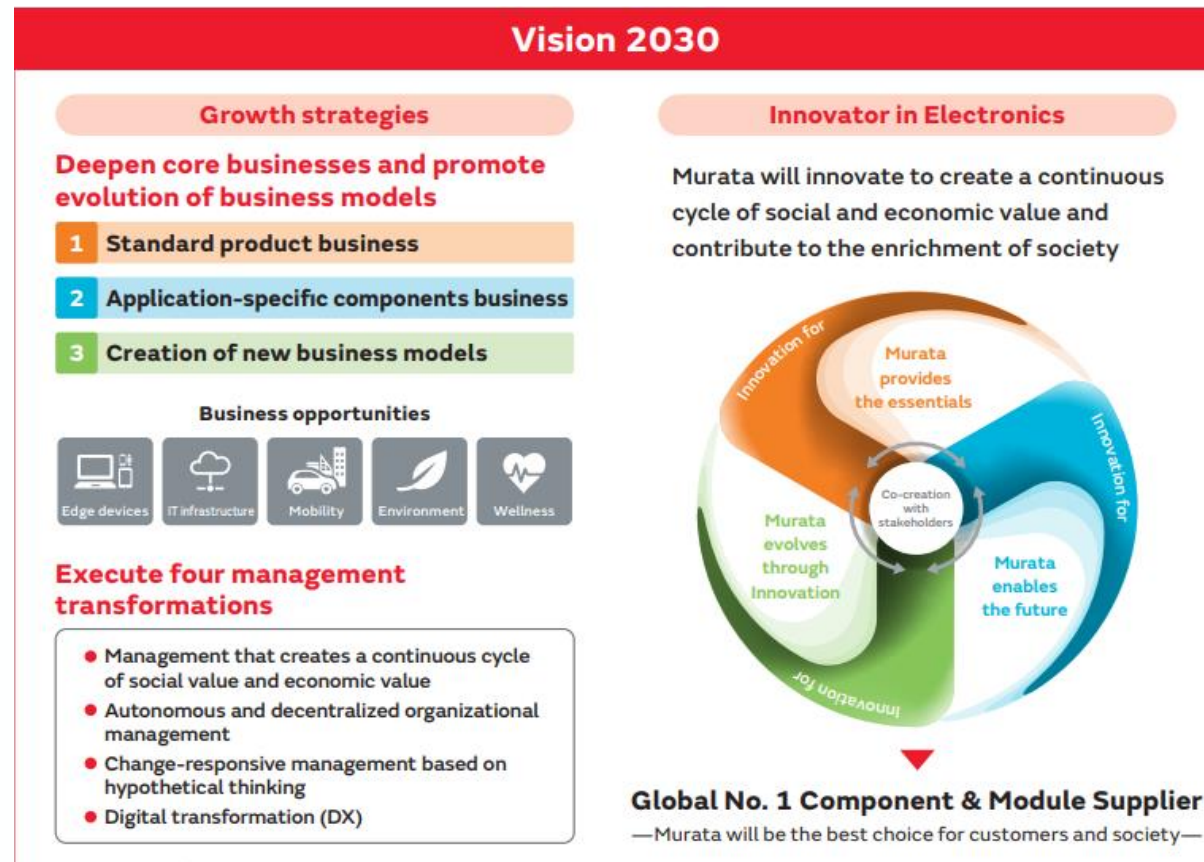 Vision 2030
Growth strategies
Deepen core businesses and promote
evolution of business models
1 Standard product business
2 Application-specific components business
3 Creation of new business models
Business opportunities
Edge devices
IT infrastructure
Mobility
Environment
Wellness
Execute four management
transformations
● Management that creates a continuous cycle
of social value and economic value
● Autonomous and decentralized organizational
management
● Change-responsive management based on
hypothetical thinking
● Digital transformation (DX)
Innovator in Electronics
Murata will innovate to create a continuous
cycle of social and economic value and
contribute to the enrichment of society
Innovation for
Murata
provides
the essentials
Innovation for
Murata
enables
the future
Innovation for
Murata
evolves
through
Innovation
Co-creation
with
stakeholders
Global No. 1 Component & Module Supplier
—Murata will be the best choice for customers and society—